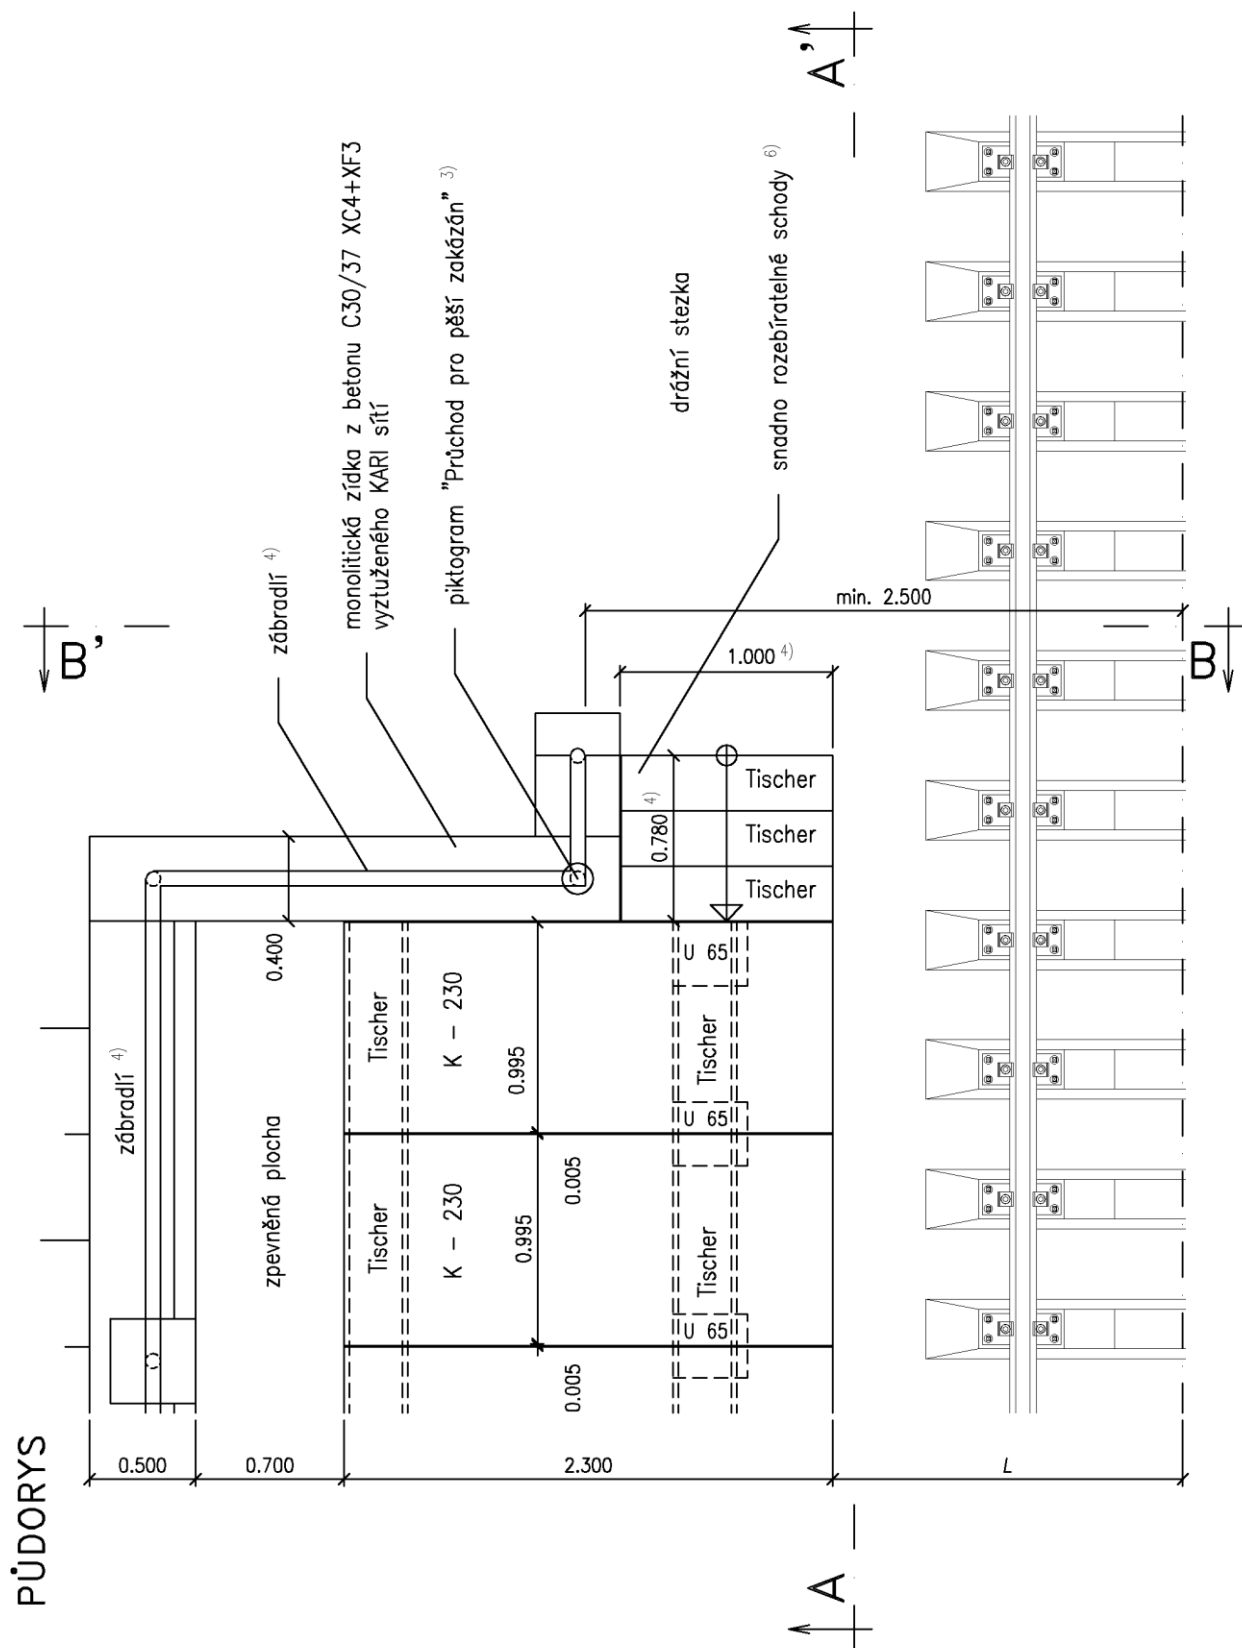 PŮDORYS
A'
B'
zábradlí 4)
monolitická zídka z betonu C30/37 XC4+XF3
vyztuženého KARI sítí
piktogram "Průchod pro pěší zakázán" 3)
drážní stezka
snadno rozebíratelné schody 6)
min. 2.500
1.000 4)
B
0.780 4)
Tischer
Tischer
Tischer
0.400
zábradlí 4)
zpevněná plocha
Tischer
K - 230
0.995
U 65
Tischer
U 65
0.005
Tischer
K - 230
0.995
Tischer
U 65
0.005
0.500
0.700
2.300
L
A